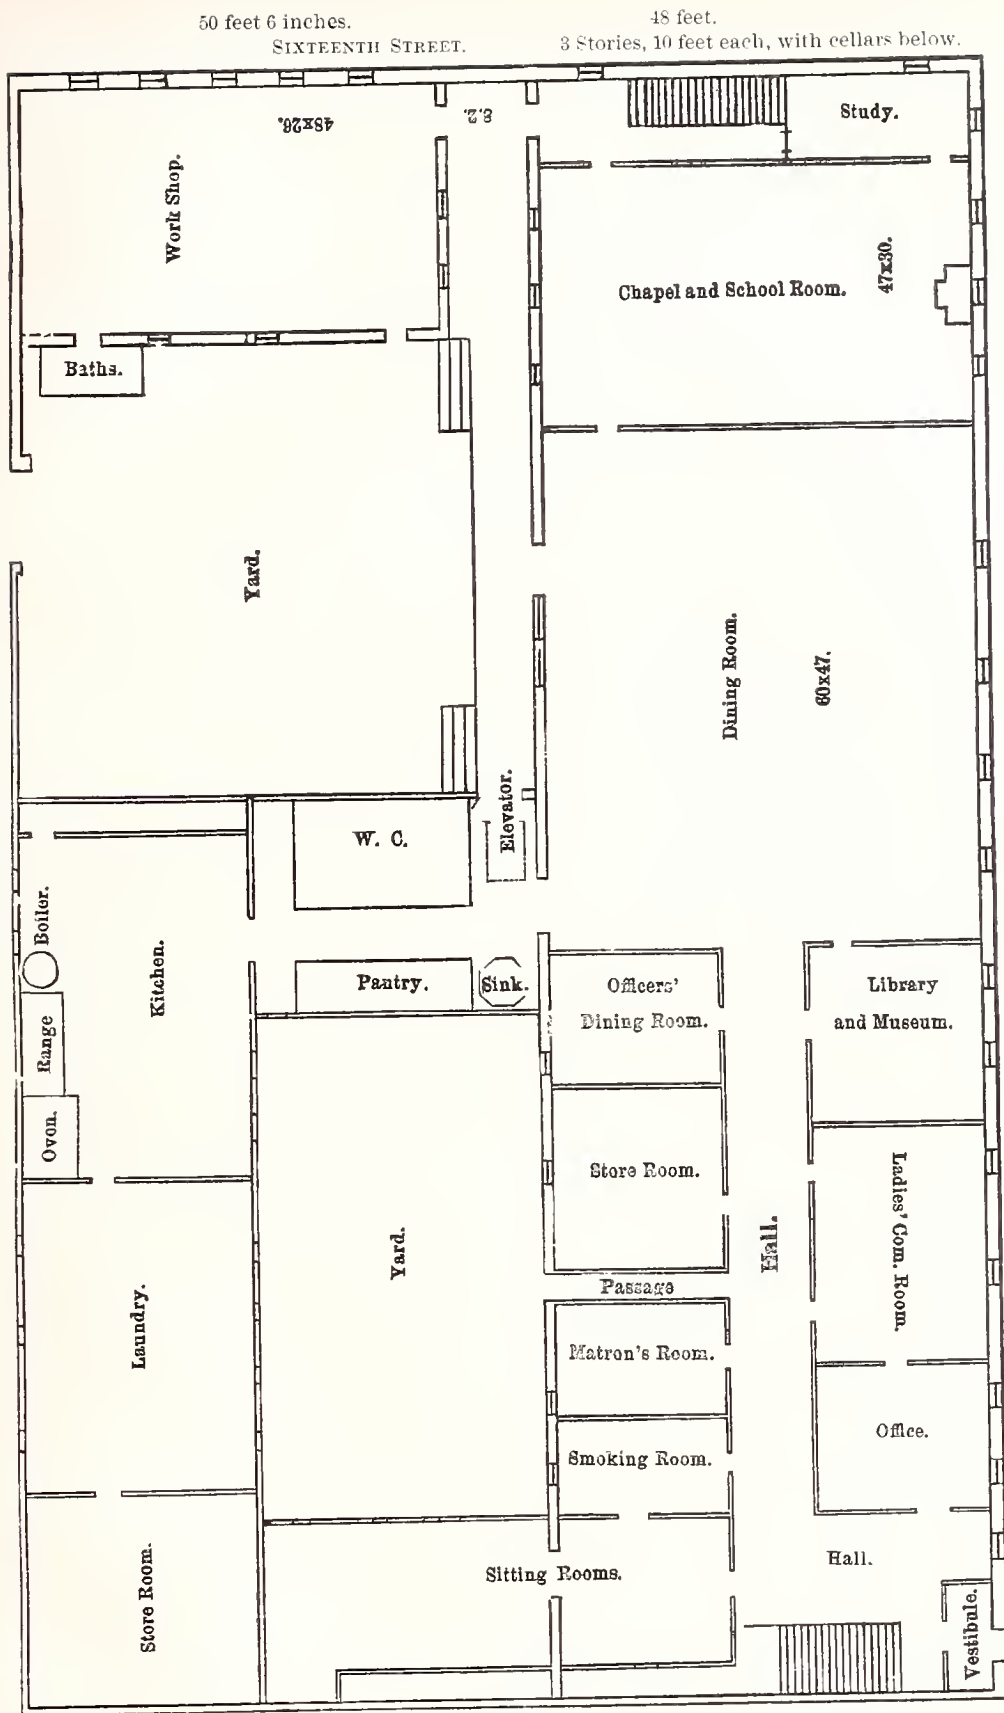 50 feet 6 inches.
48 feet.
SIXTEENTH STREET.
3 Stories, 10 feet each, with cellars below.
48x26.
8.2.
Study.
Work Shop.
Chapel and School Room.
47x30.
Baths.
Yard.
Dining Room.
60x47.
Elevator.
W. C.
Boiler.
Kitchen.
Pantry.
Sink.
Officers'
Dining Room.
Library
and Museum.
Range
Ovon.
Store Room.
Ladies' Com. Room.
Yard.
Hall.
Passage
Laundry.
Matron's Room.
Office.
Smoking Room.
Store Room.
Sitting Rooms.
Hall.
Vestibule.